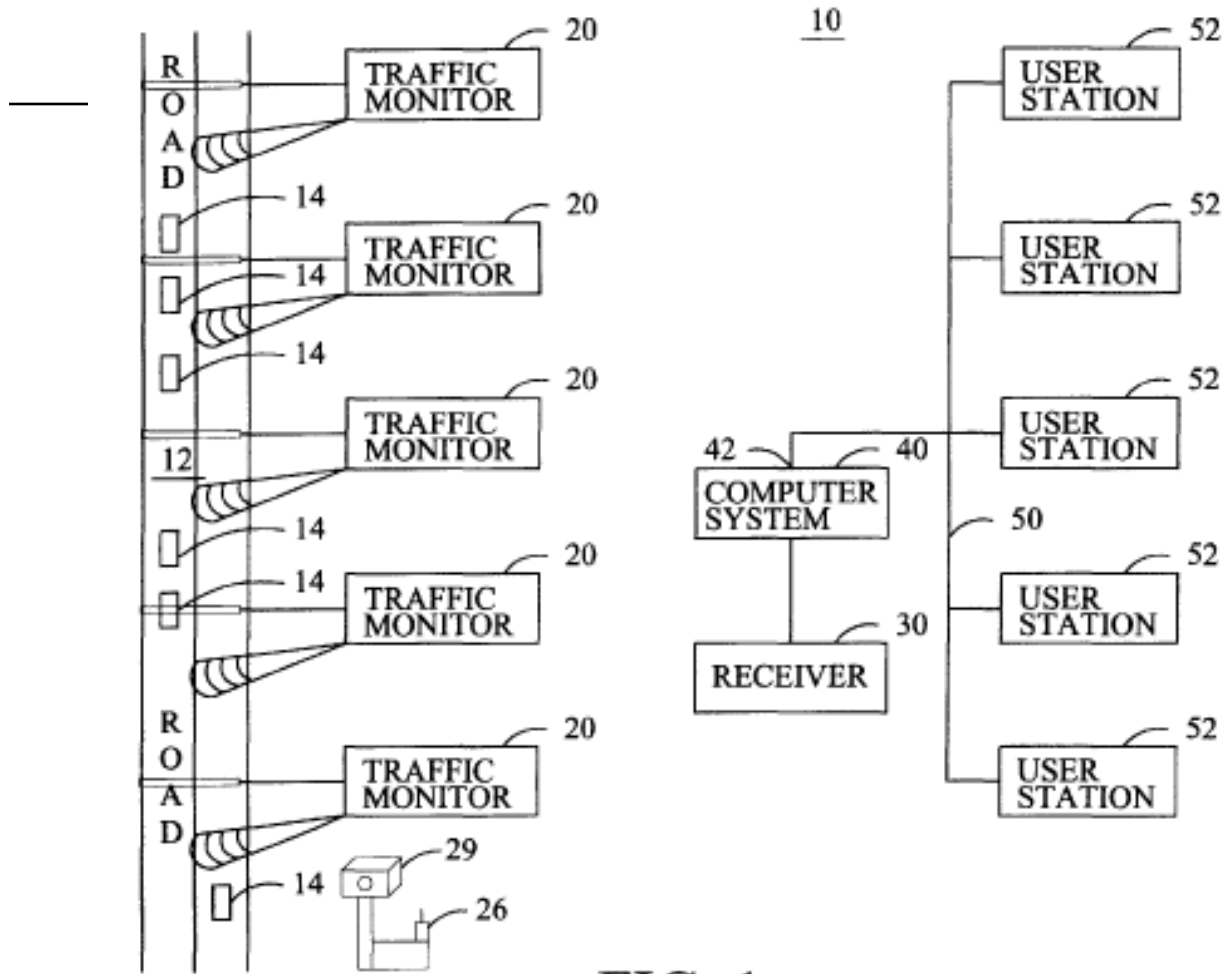 10
20
TRAFFIC
MONITOR
52
USER
STATION
R
O
A
D
14
20
TRAFFIC
MONITOR
52
USER
STATION
14
14
20
TRAFFIC
MONITOR
52
USER
STATION
12
42
40
COMPUTER
SYSTEM
14
50
14
20
TRAFFIC
MONITOR
52
USER
STATION
30
RECEIVER
R
O
A
D
20
TRAFFIC
MONITOR
52
USER
STATION
29
14
26